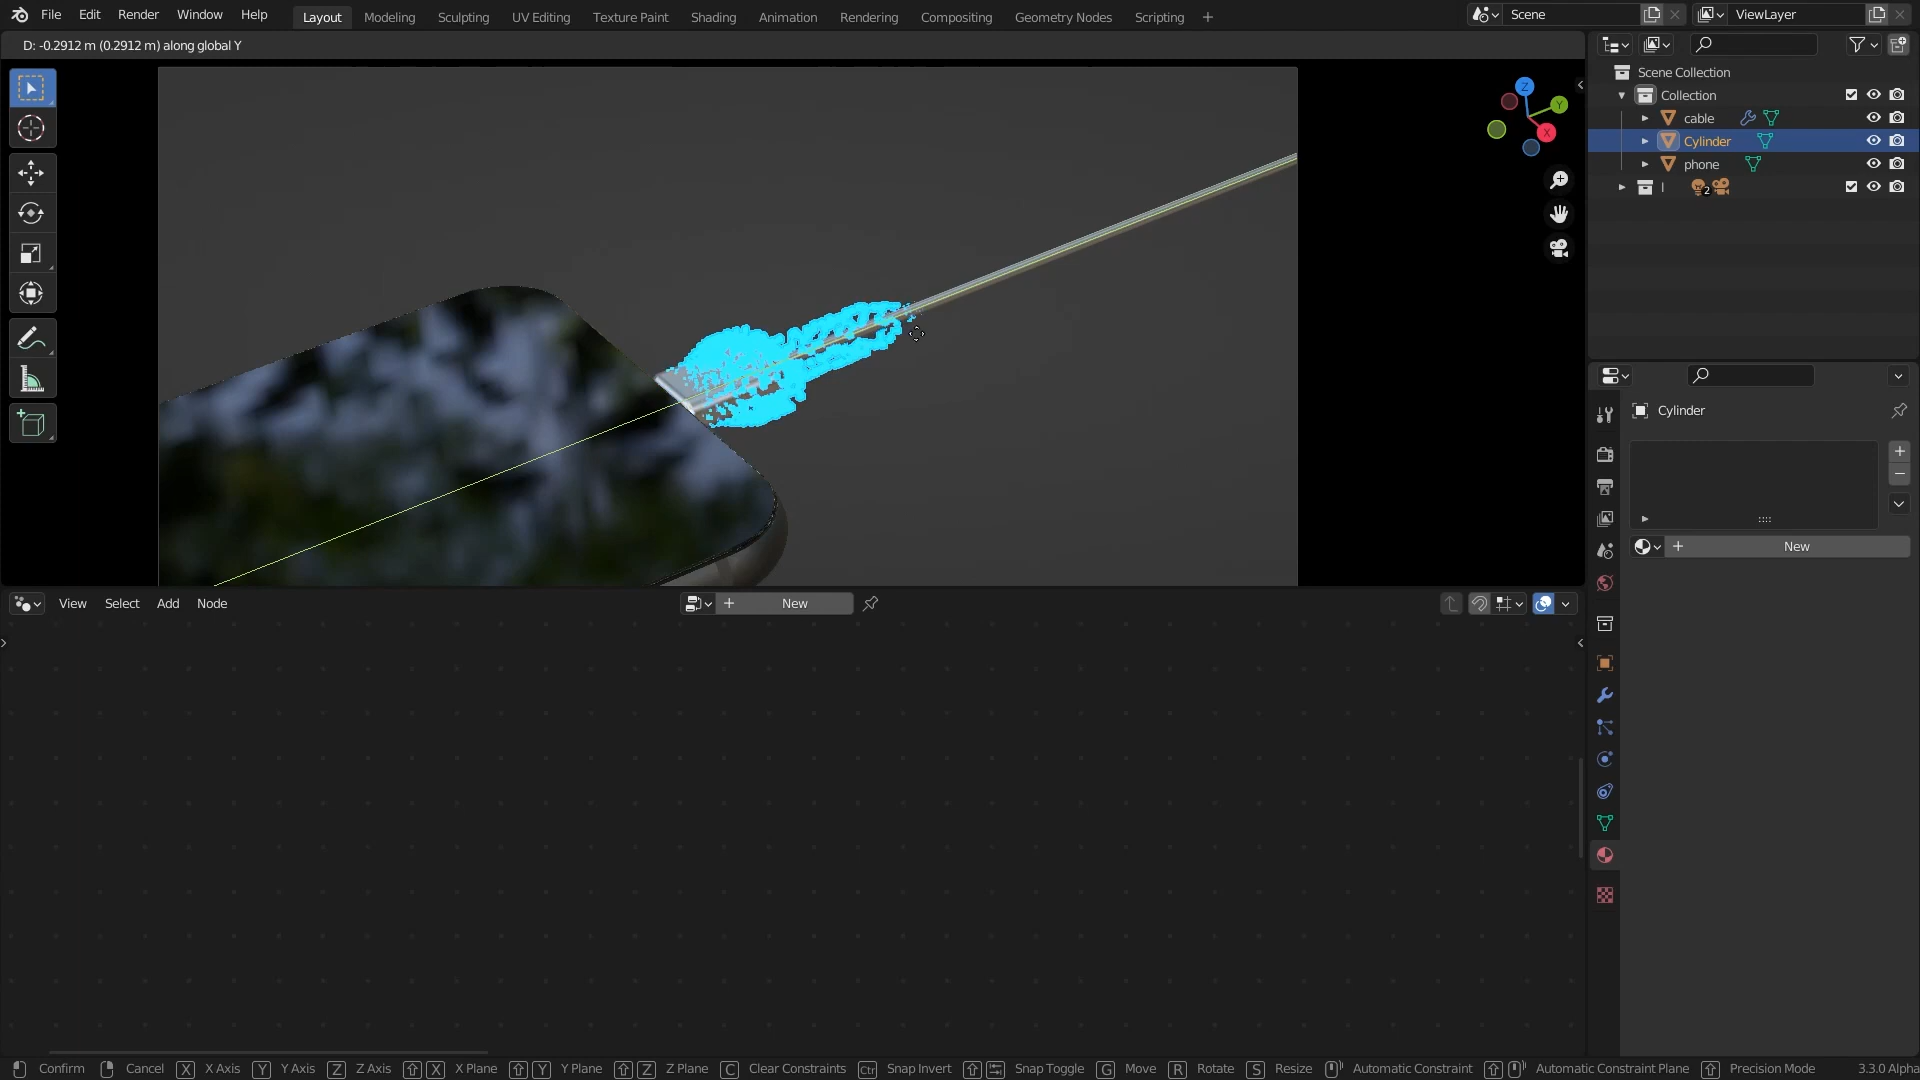 File Edit Render Window Help Layout Modeling Sculpting UV Editing Texture Paint Shading Animation Rendering Compositing Geometry Nodes Scripting + Scene ViewLayer
D: -0.2912 m (0.2912 m) along global Y
Z
Y
X
Scene Collection
Collection
cable
Cylinder
phone
l 2
Cylinder
New
View Select Add Node New
Confirm Cancel X X Axis Y Y Axis Z Z Axis X X Plane Y Y Plane Z Z Plane C Clear Constraints Ctrl Snap Invert Snap Toggle G Move R Rotate S Resize Automatic Constraint Automatic Constraint Plane Precision Mode 3.3.0 Alpha